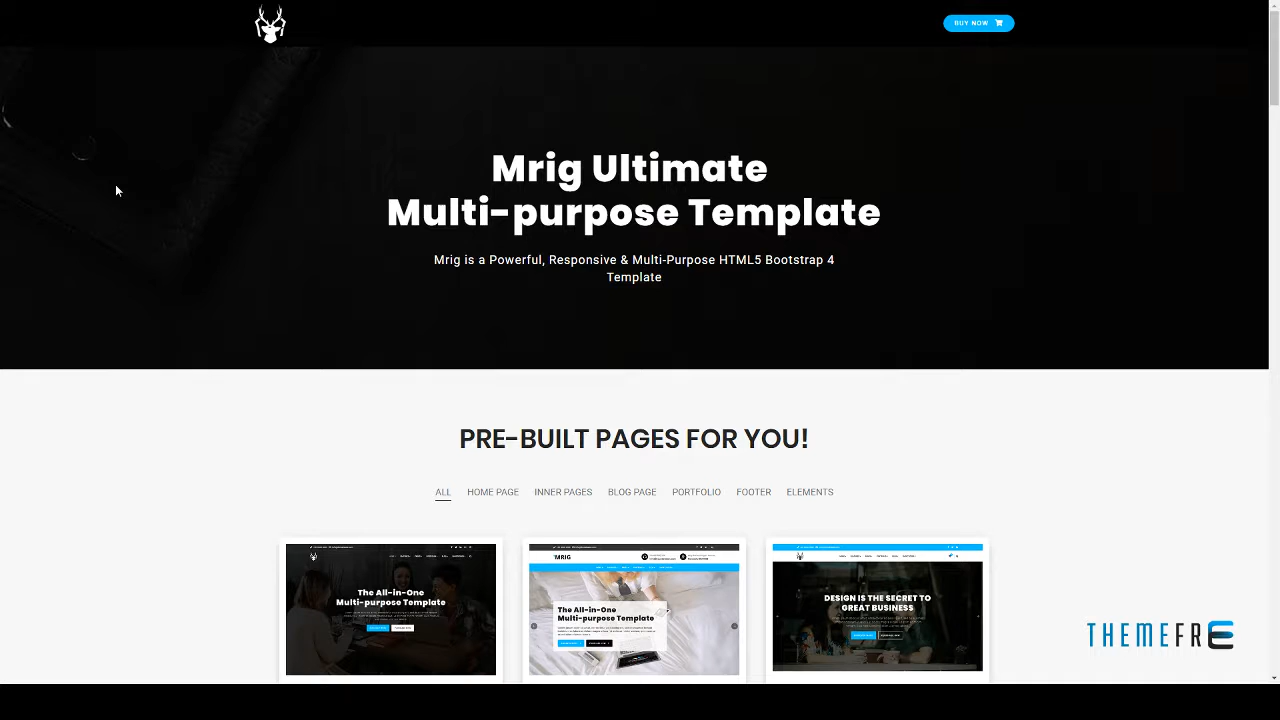 BUY NOW
Mrig Ultimate
Multi-purpose Template
Mrig is a Powerful, Responsive & Multi-Purpose HTML5 Bootstrap 4
Template
PRE-BUILT PAGES FOR YOU!
ALL HOME PAGE INNER PAGES BLOG PAGE PORTFOLIO FOOTER ELEMENTS
The All-in-One
Multi-purpose Template
MRIG
The All-in-One
Multi-purpose Template
DESIGN IS THE SECRET TO
GREAT BUSINESS
THEMEFRE